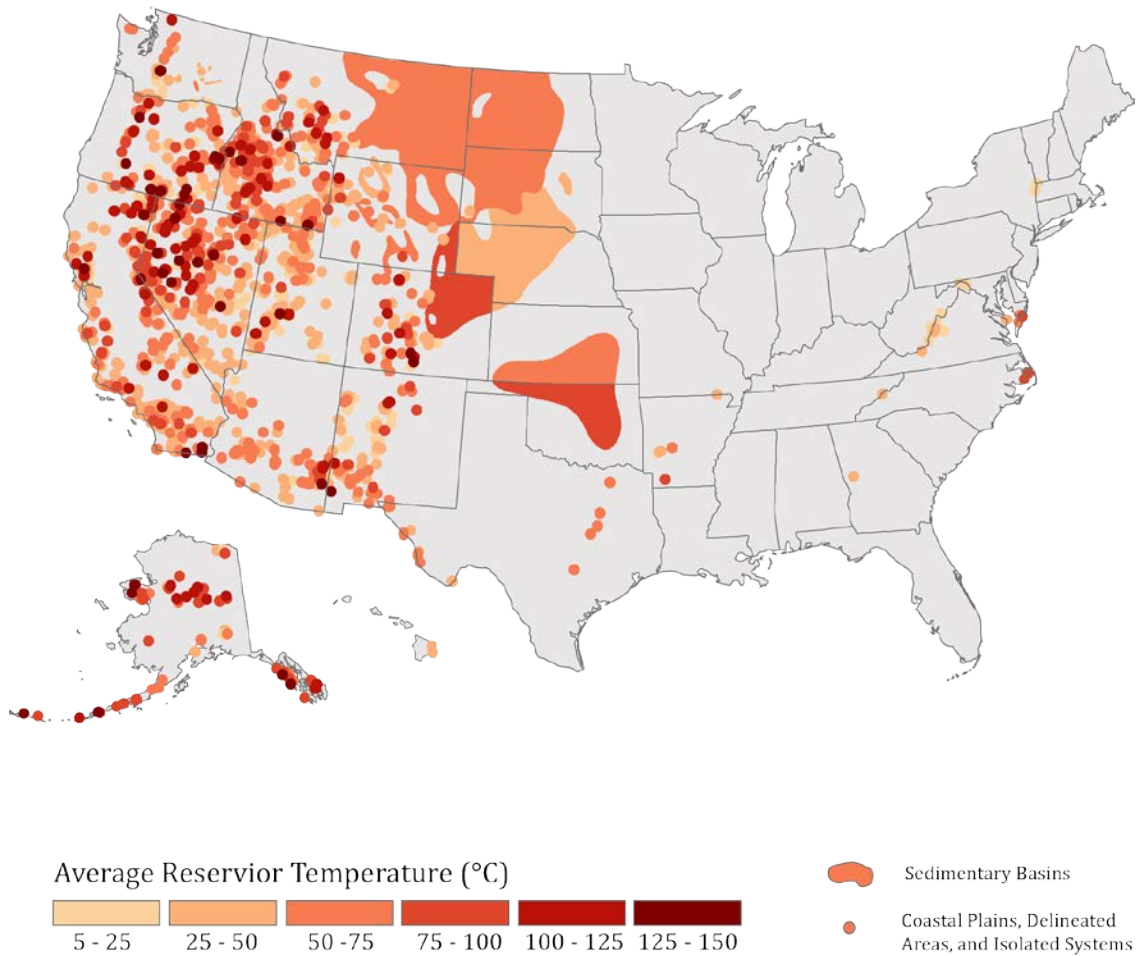 Average Reservior Temperature (°C)
5 - 25
25 - 50
50 -75
75 - 100
100 - 125
125 - 150
Sedimentary Basins
Coastal Plains, Delineated
Areas, and Isolated Systems